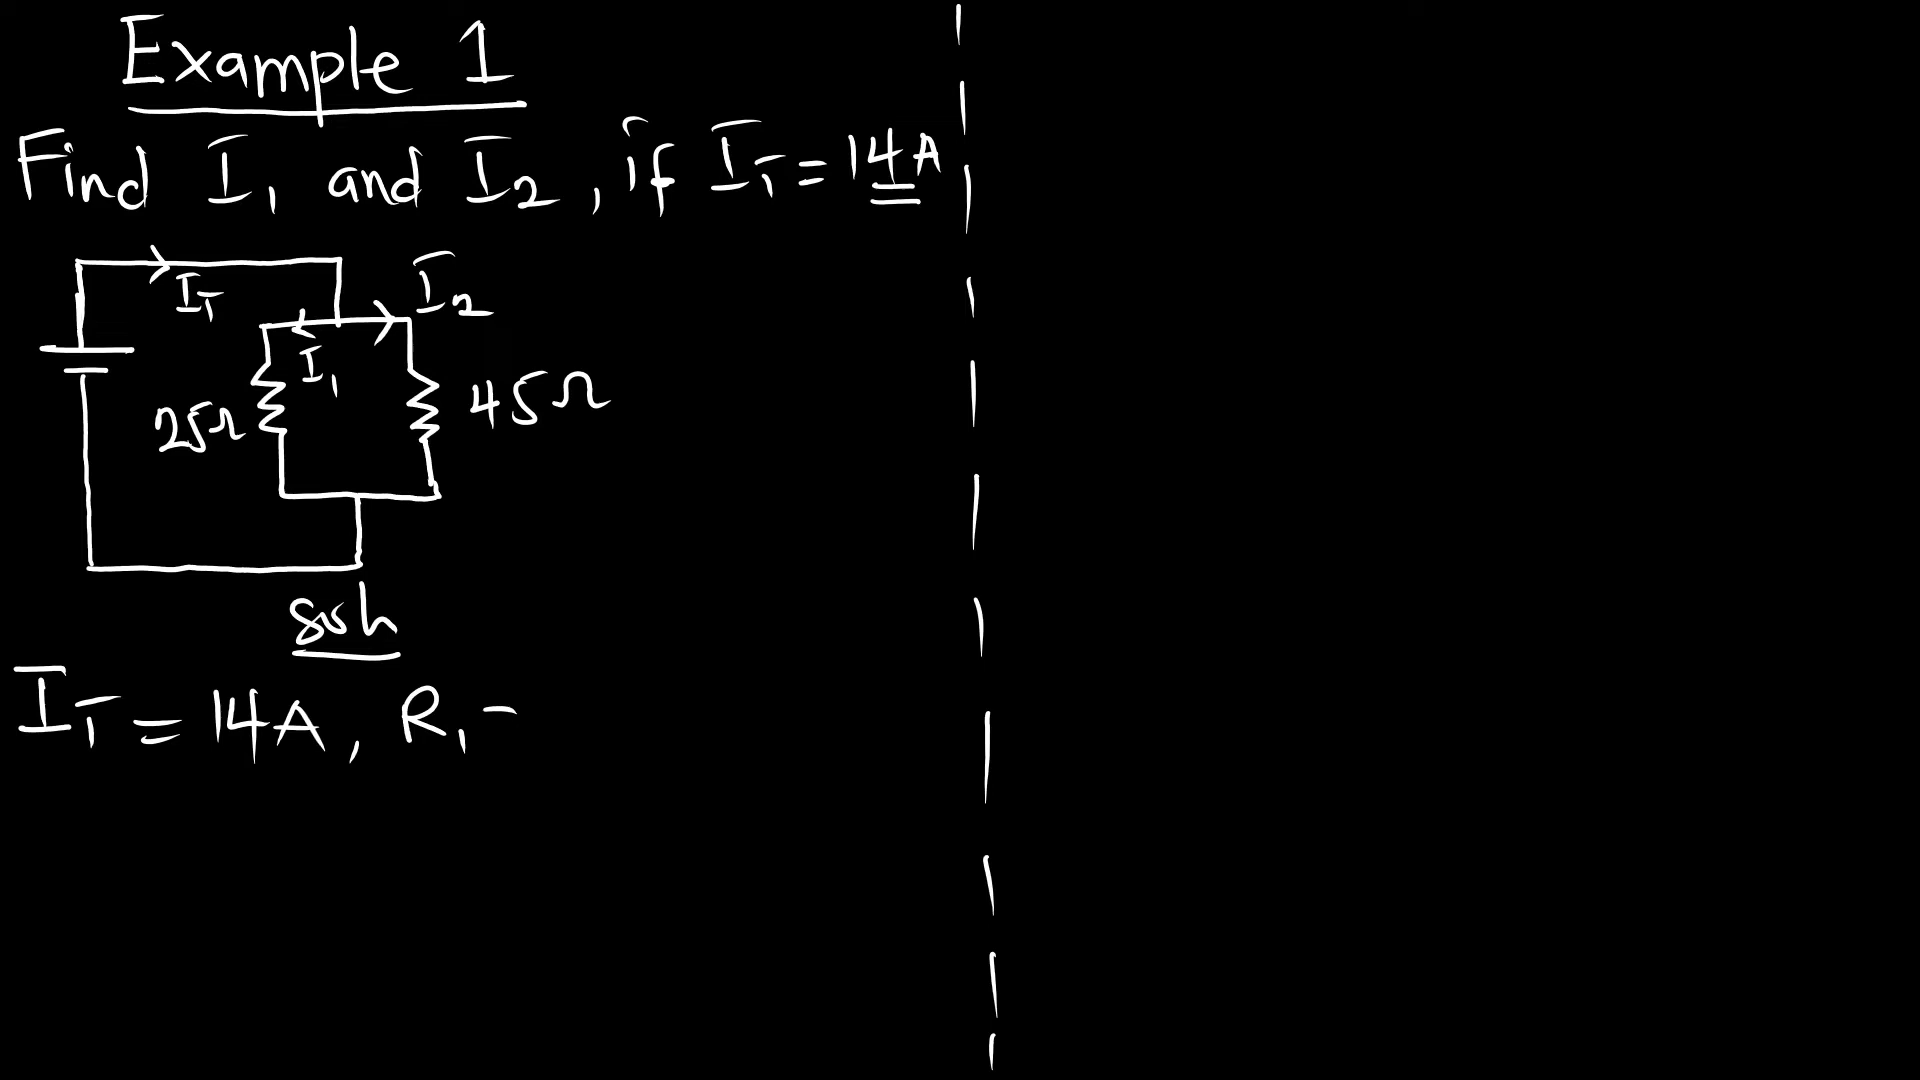 Example 1
Find I₁ and I₂, if I_T = 14A
I_T
I₂
I₁
25Ω
45Ω
soln
I_T = 14A, R₁ -